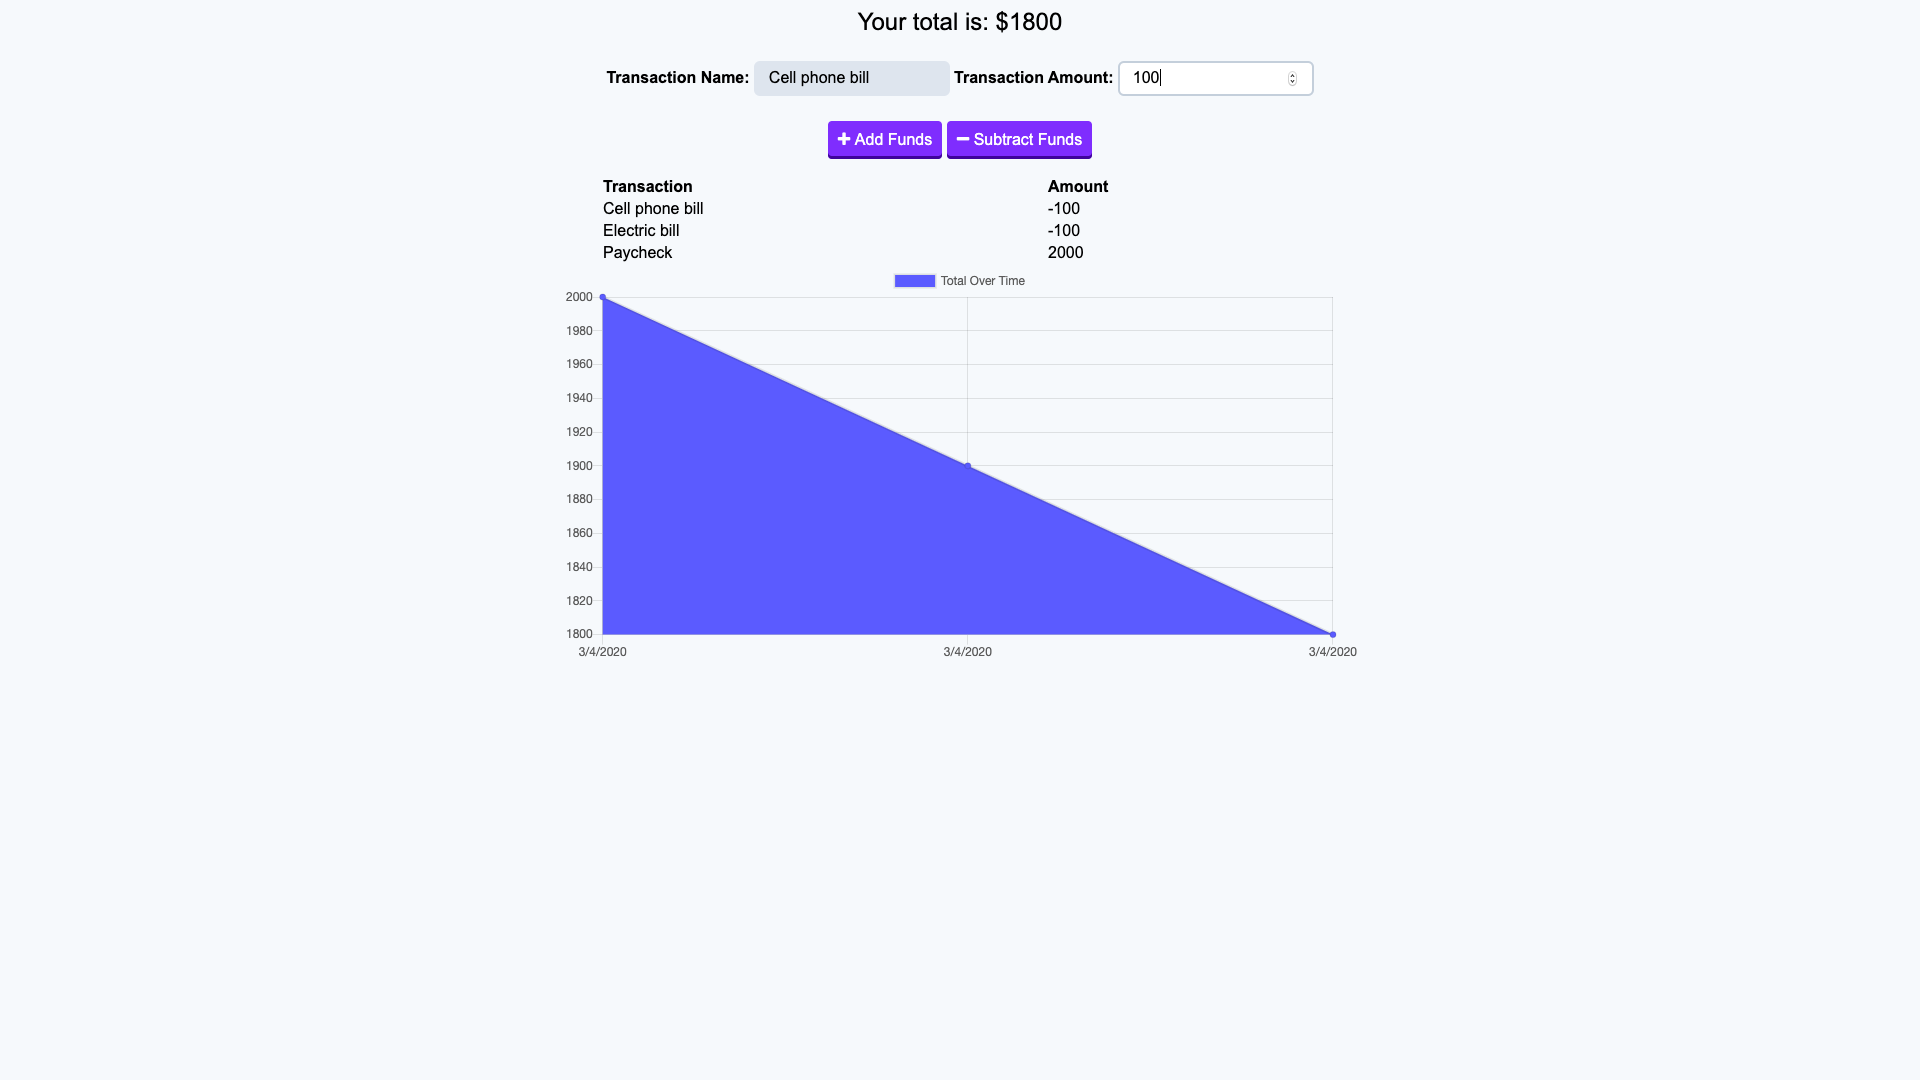 Your total is: $1800
Transaction Name: Cell phone bill Transaction Amount: 100
Add Funds Subtract Funds
Transaction Amount
Cell phone bill -100
Electric bill -100
Paycheck 2000
Total Over Time
2000
1980
1960
1940
1920
1900
1880
1860
1840
1820
1800
3/4/2020 3/4/2020 3/4/2020